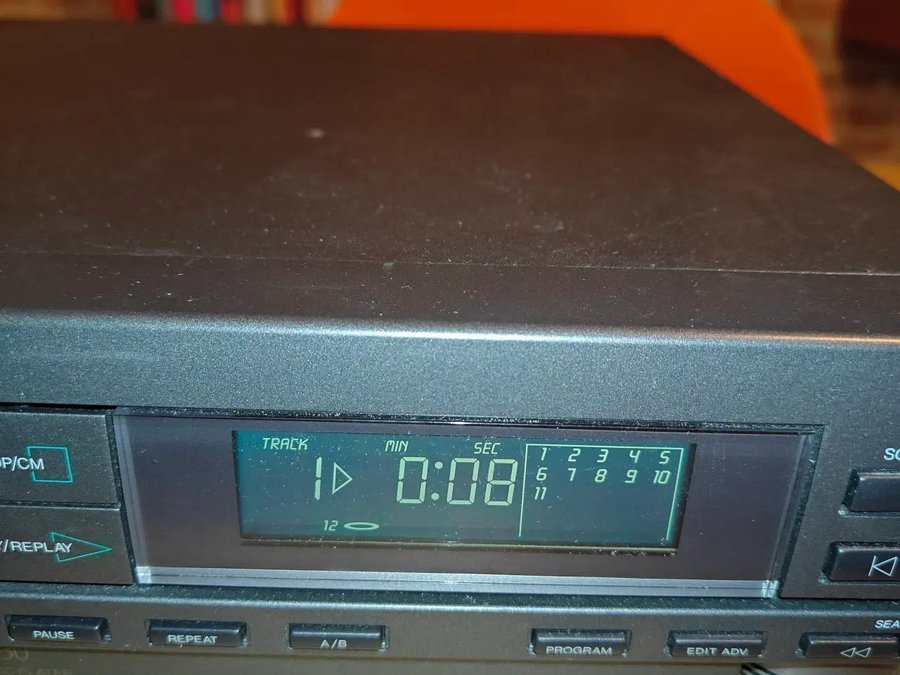 TRACK MIN SEC
1 0:08
12
1 2 3 4 5
6 7 8 9 10
11
P/CM
/REPLAY
PAUSE REPEAT A/B PROGRAM EDIT ADV.